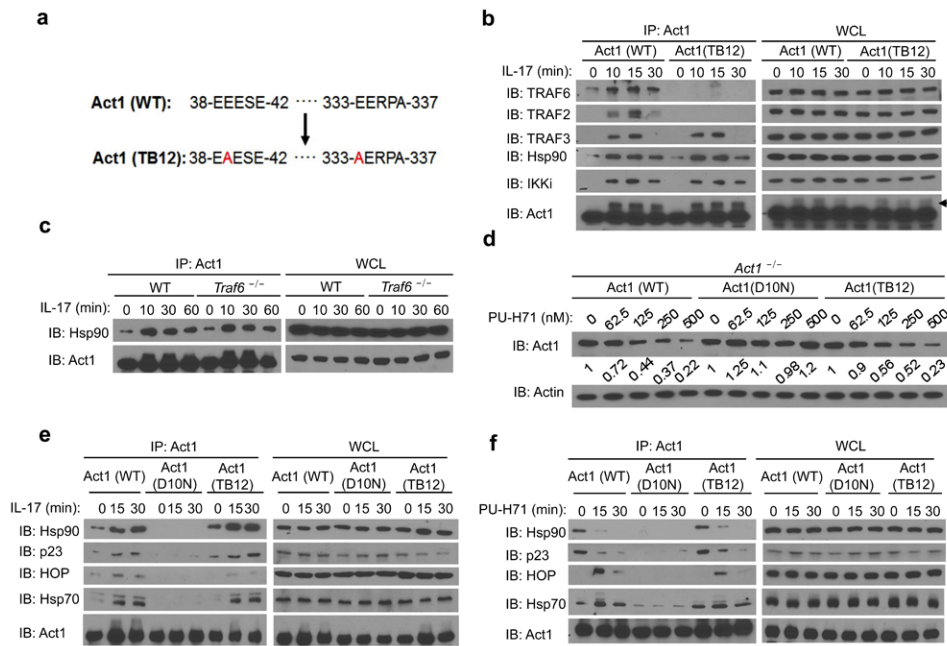 a
Act1 (WT): 38-EEESE-42 ···· 333-EERPA-337
Act1 (TB12): 38-EAESE-42 ···· 333-AERPA-337
b
IP: Act1 WCL
Act1 (WT) Act1(TB12) Act1 (WT) Act1(TB12)
IL-17 (min): 0 10 15 30 0 10 15 30 0 10 15 30 0 10 15 30
IB: TRAF6
IB: TRAF2
IB: TRAF3
IB: Hsp90
IB: IKKi
IB: Act1
c
IP: Act1 WCL
WT Traf6 −/− WT Traf6 −/−
IL-17 (min): 0 10 30 60 0 10 30 60 0 10 30 60 0 10 30 60
IB: Hsp90
IB: Act1
d
Act1 −/−
Act1 (WT) Act1(D10N) Act1(TB12)
PU-H71 (nM): 0 62.5 125 250 500 0 62.5 125 250 500 0 62.5 125 250 500
IB: Act1
1 0.72 0.44 0.37 0.22 1 1.25 1.1 0.98 1.2 1 0.9 0.56 0.52 0.23
IB: Actin
e
IP: Act1 WCL
Act1 (WT) Act1 (D10N) Act1 (TB12) Act1 (WT) Act1 (D10N) Act1 (TB12)
IL-17 (min): 0 15 30 0 15 30 0 15 30 0 15 30 0 15 30 0 15 30
IB: Hsp90
IB: p23
IB: HOP
IB: Hsp70
IB: Act1
f
IP: Act1 WCL
Act1 (WT) Act1 (D10N) Act1 (TB12) Act1 (WT) Act1 (D10N) Act1 (TB12)
PU-H71 (min): 0 15 30 0 15 30 0 15 30 0 15 30 0 15 30 0 15 30
IB: Hsp90
IB: p23
IB: HOP
IB: Hsp70
IB: Act1